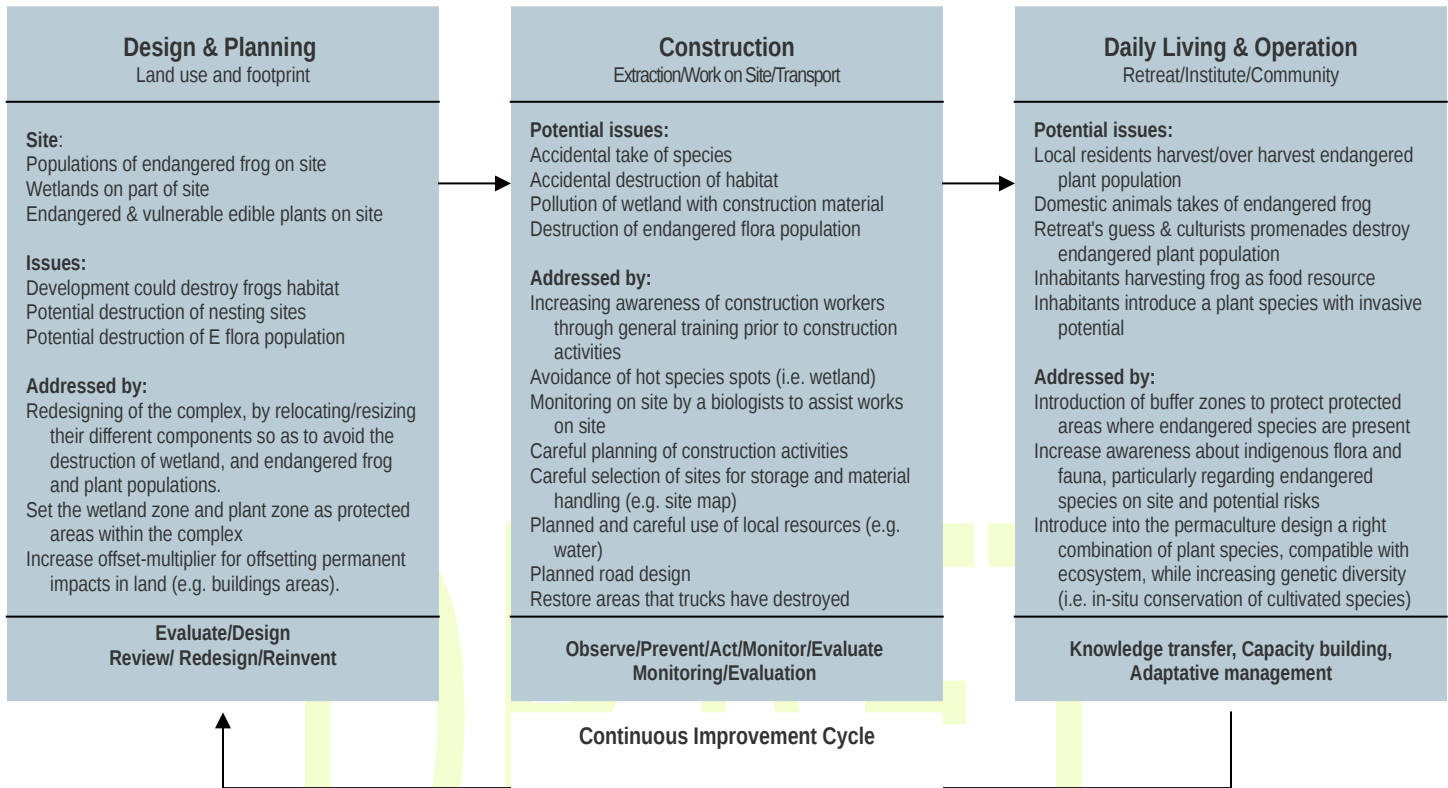 Design & Planning
Land use and footprint
Site:
Populations of endangered frog on site
Wetlands on part of site
Endangered & vulnerable edible plants on site
Issues:
Development could destroy frogs habitat
Potential destruction of nesting sites
Potential destruction of E flora population
Addressed by:
Redesigning of the complex, by relocating/resizing
their different components so as to avoid the
destruction of wetland, and endangered frog
and plant populations.
Set the wetland zone and plant zone as protected
areas within the complex
Increase offset-multiplier for offsetting permanent
impacts in land (e.g. buildings areas).
Evaluate/Design
Review/ Redesign/Reinvent
Construction
Extraction/Work on Site/Transport
Potential issues:
Accidental take of species
Accidental destruction of habitat
Pollution of wetland with construction material
Destruction of endangered flora population
Addressed by:
Increasing awareness of construction workers
through general training prior to construction
activities
Avoidance of hot species spots (i.e. wetland)
Monitoring on site by a biologists to assist works
on site
Careful planning of construction activities
Careful selection of sites for storage and material
handling (e.g. site map)
Planned and careful use of local resources (e.g.
water)
Planned road design
Restore areas that trucks have destroyed
Observe/Prevent/Act/Monitor/Evaluate
Monitoring/Evaluation
Daily Living & Operation
Retreat/Institute/Community
Potential issues:
Local residents harvest/over harvest endangered
plant population
Domestic animals takes of endangered frog
Retreat's guess & culturists promenades destroy
endangered plant population
Inhabitants harvesting frog as food resource
Inhabitants introduce a plant species with invasive
potential
Addressed by:
Introduction of buffer zones to protect protected
areas where endangered species are present
Increase awareness about indigenous flora and
fauna, particularly regarding endangered
species on site and potential risks
Introduce into the permaculture design a right
combination of plant species, compatible with
ecosystem, while increasing genetic diversity
(i.e. in-situ conservation of cultivated species)
Knowledge transfer, Capacity building,
Adaptative management
Continuous Improvement Cycle